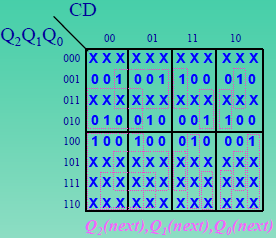 CD
Q2Q1Q0
00 01 11 10
000 XXX XXX XXX XXX
001 001 001 100 010
011 XXX XXX XXX XXX
010 010 010 001 100
100 100 100 010 001
101 XXX XXX XXX XXX
111 XXX XXX XXX XXX
110 XXX XXX XXX XXX
Q2(next),Q1(next),Q0(next)